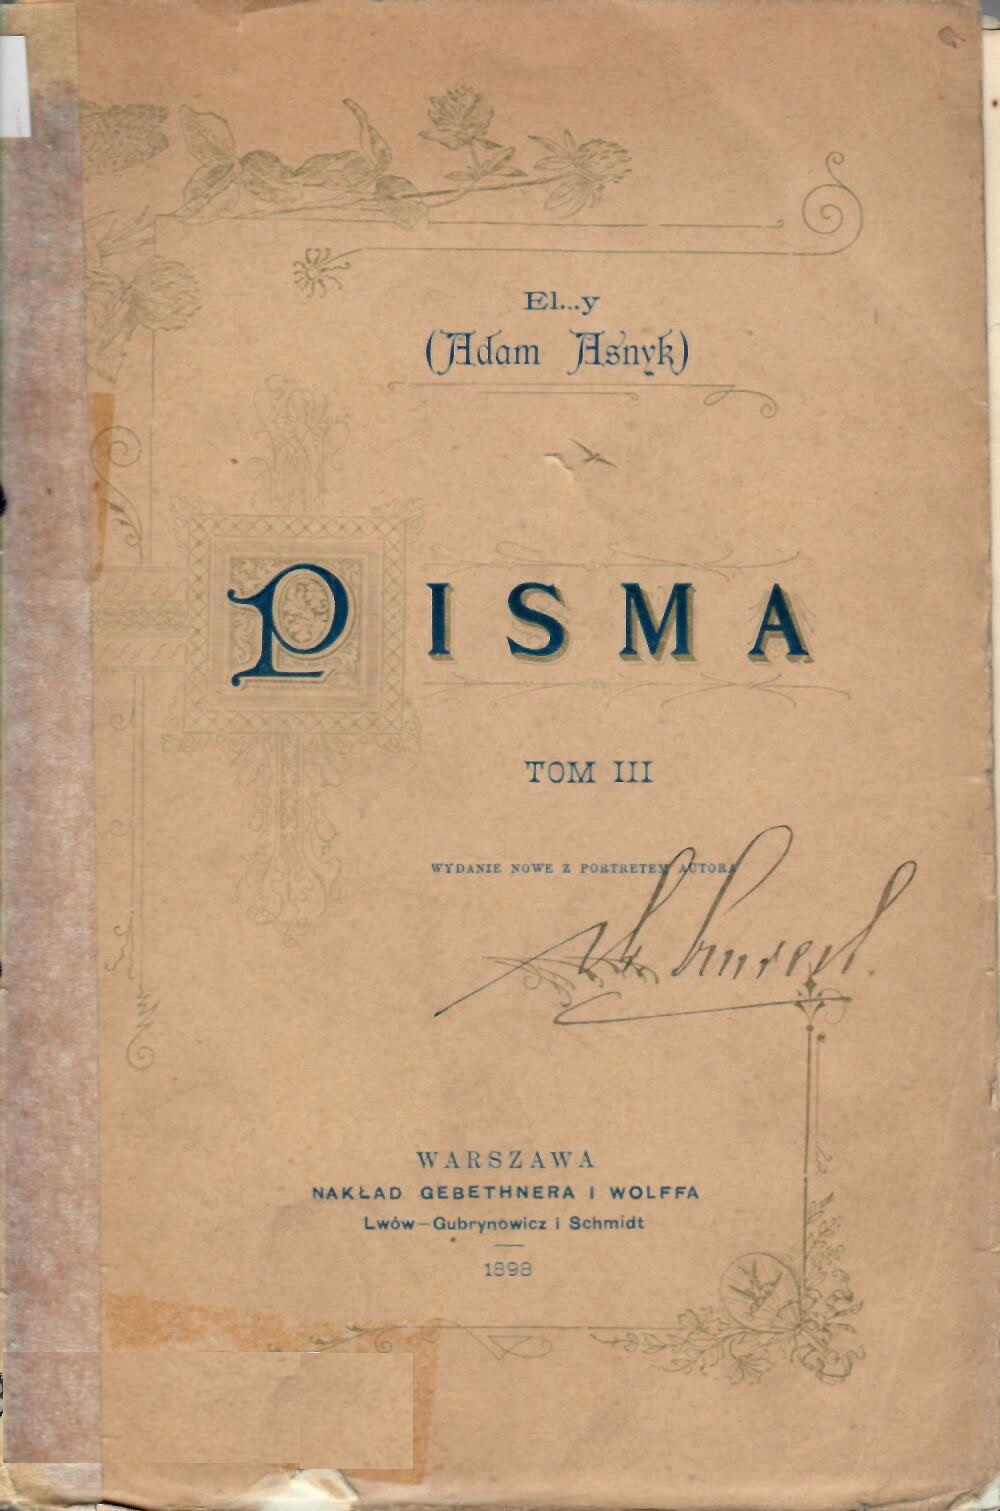 El...y
(Adam Asnyk)
PISMA
TOM III
WYDANIE NOWE Z PORTRETEM AUTORA
WARSZAWA
NAKŁAD GEBETHNERA I WOLFFA
Lwów—Gubrynowicz i Schmidt
1898